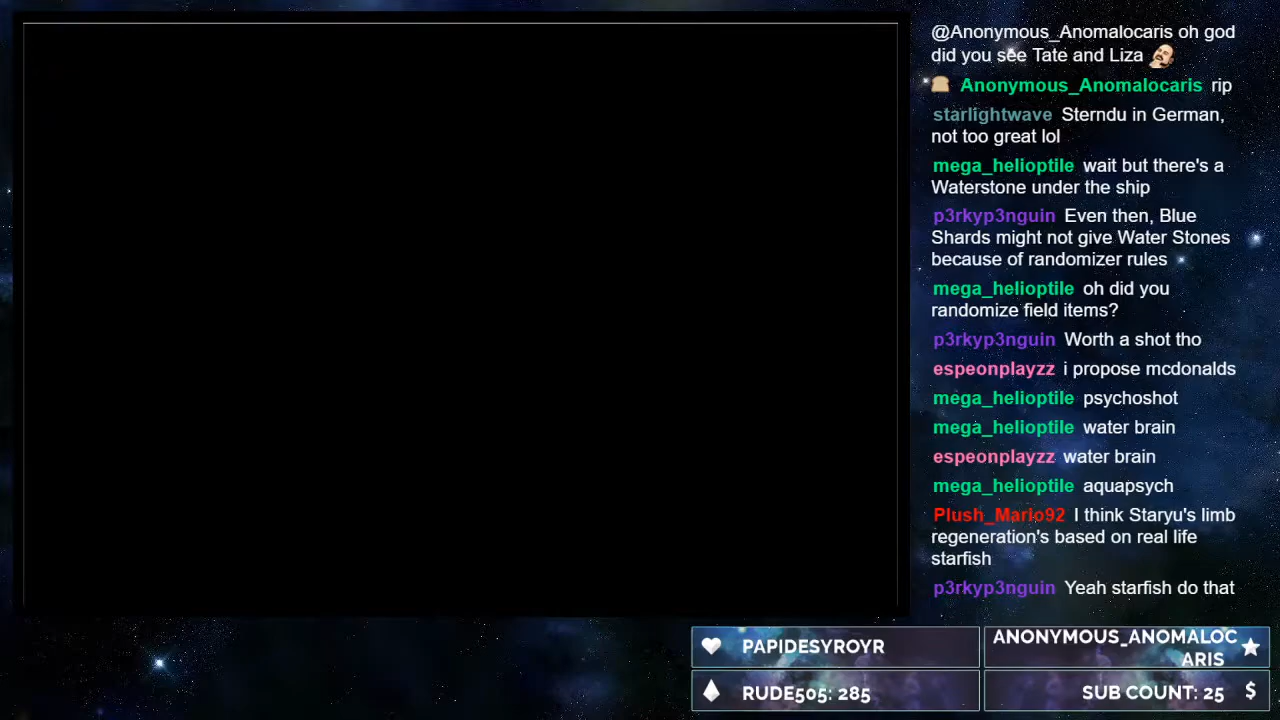 @Anonymous_Anomalocaris oh god
did you see Tate and Liza
Anonymous_Anomalocaris rip
starlightwave Sterndu in German,
not too great lol
mega_helioptile wait but there's a
Waterstone under the ship
p3rkyp3nguin Even then, Blue
Shards might not give Water Stones
because of randomizer rules
mega_helioptile oh did you
randomize field items?
p3rkyp3nguin Worth a shot tho
espeonplayzz i propose mcdonalds
mega_helioptile psychoshot
mega_helioptile water brain
espeonplayzz water brain
mega_helioptile aquapsych
Plush_Mario92 I think Staryu's limb
regeneration's based on real life
starfish
p3rkyp3nguin Yeah starfish do that
PAPIDESYROYR
ANONYMOUS_ANOMALOC
ARIS
RUDE505: 285
SUB COUNT: 25 $